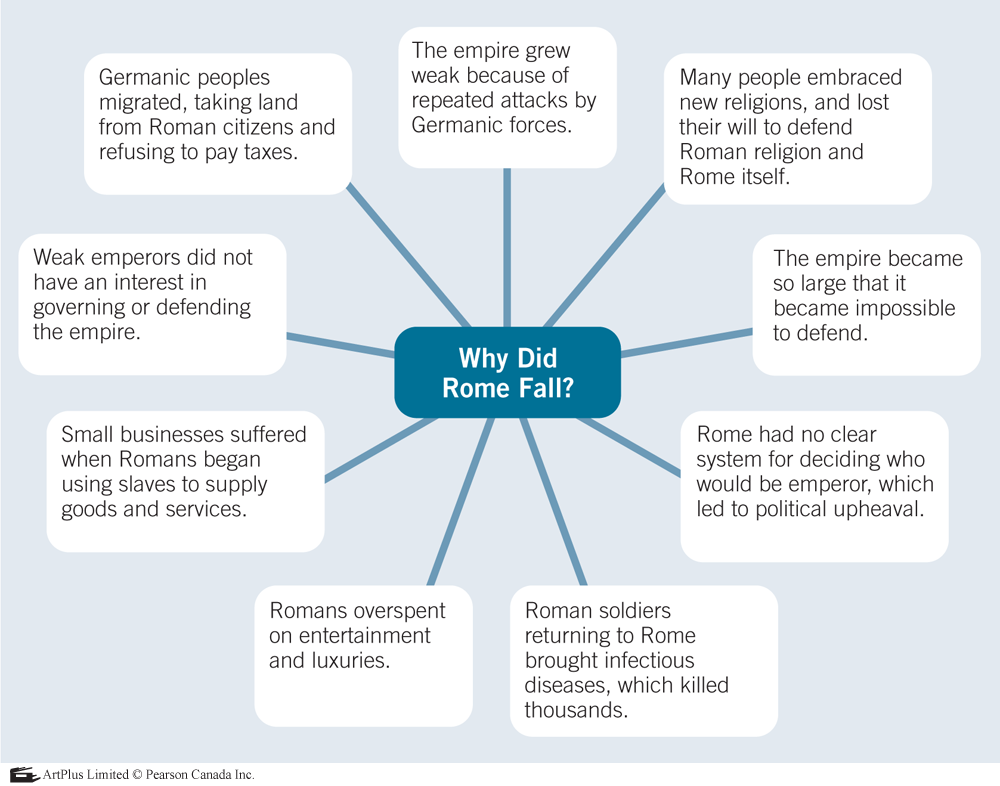 The empire grew
weak because of
repeated attacks by
Germanic forces.
Germanic peoples
migrated, taking land
from Roman citizens and
refusing to pay taxes.
Many people embraced
new religions, and lost
their will to defend
Roman religion and
Rome itself.
Weak emperors did not
have an interest in
governing or defending
the empire.
The empire became
so large that it
became impossible
to defend.
Why Did
Rome Fall?
Small businesses suffered
when Romans began
using slaves to supply
goods and services.
Rome had no clear
system for deciding who
would be emperor, which
led to political upheaval.
Romans overspent
on entertainment
and luxuries.
Roman soldiers
returning to Rome
brought infectious
diseases, which killed
thousands.
ArtPlus Limited © Pearson Canada Inc.